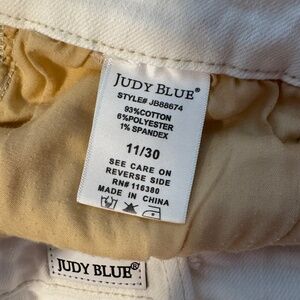 JUDY BLUE®
STYLE# JB88674
93%COTTON
6%POLYESTER
1% SPANDEX
11/30
SEE CARE ON
REVERSE SIDE
RN# 116380
MADE IN CHINA
JUDY BLUE®